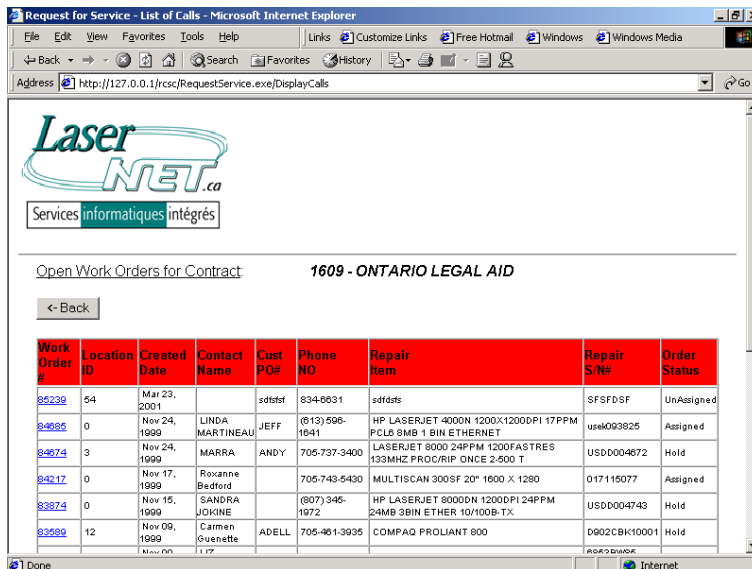 Request for Service - List of Calls - Microsoft Internet Explorer
File Edit View Favorites Tools Help Links Customize Links Free Hotmail Windows Windows Media
Back Search Favorites History
Address http://127.0.0.1/rcsc/RequestService.exe/DisplayCalls Go
Laser
NET.ca
Services informatiques intégrés
Open Work Orders for Contract: 1609 - ONTARIO LEGAL AID
<- Back
Work Order # Location ID Created Date Contact Name Cust PO# Phone NO Repair Item Repair S/N# Order Status
85239 54 Mar 23, 2001 sdfsfsf 834-6631 sdfdsfs SFSFDSF UnAssigned
84685 0 Nov 24, 1999 LINDA MARTINEAU JEFF (613) 596-1641 HP LASERJET 4000N 1200X1200DPI 17PPM PCL6 8MB 1 BIN ETHERNET usek093825 Assigned
84674 3 Nov 24, 1999 MARRA ANDY 705-737-3400 LASERJET 8000 24PPM 1200FASTRES 133MHZ PROC/RIP ONCE 2-500 T USDD004672 Hold
84217 0 Nov 17, 1999 Roxanne Bedford 705-743-5430 MULTISCAN 300SF 20" 1600 X 1280 017115077 Assigned
83874 0 Nov 15, 1999 SANDRA JOKINE (807) 345-1972 HP LASERJET 8000DN 1200DPI 24PPM 24MB 3BIN ETHER 10/100B-TX USDD004743 Hold
83589 12 Nov 09, 1999 Carmen Guenette ADELL 705-461-3935 COMPAQ PROLIANT 800 D902CBK10001 Hold
Done Internet